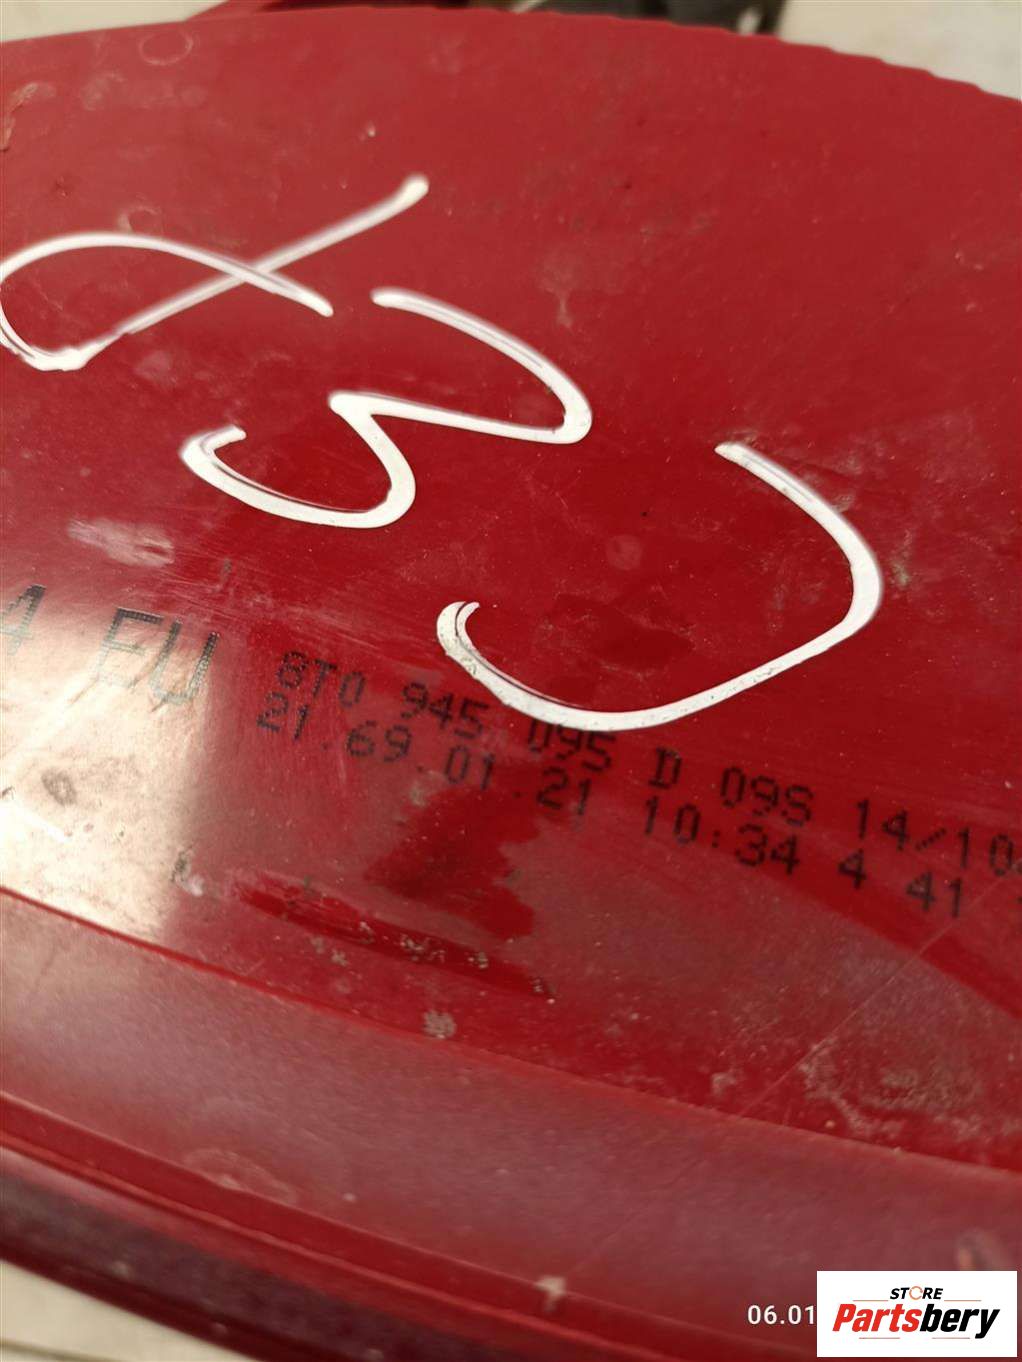 A EU
8T0 945 095 D 09S 14/10
21.69.01.21 10:34 4 41
06.01
STORE
Partsbery